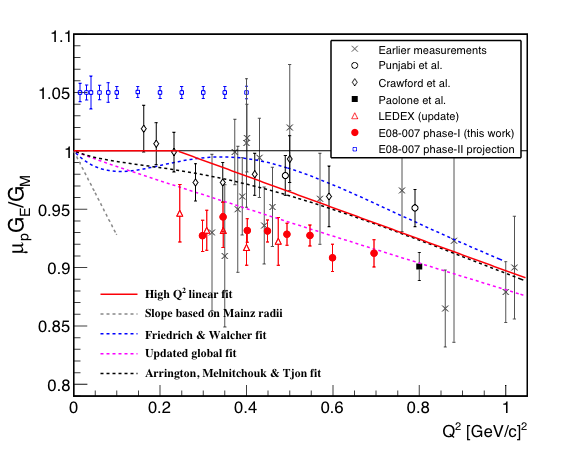 1.1
Earlier measurements
Punjabi et al.
1.05
Crawford et al.
Paolone et al.
LEDEX (update)
E08-007 phase-I (this work)
E08-007 phase-II projection
1
0.95
0.9
0.85
0.8
μpGE/GM
High Q² linear fit
Slope based on Mainz radii
Friedrich & Walcher fit
Updated global fit
Arrington, Melnitchouk & Tjon fit
0 0.2 0.4 0.6 0.8 1
Q² [GeV/c]²